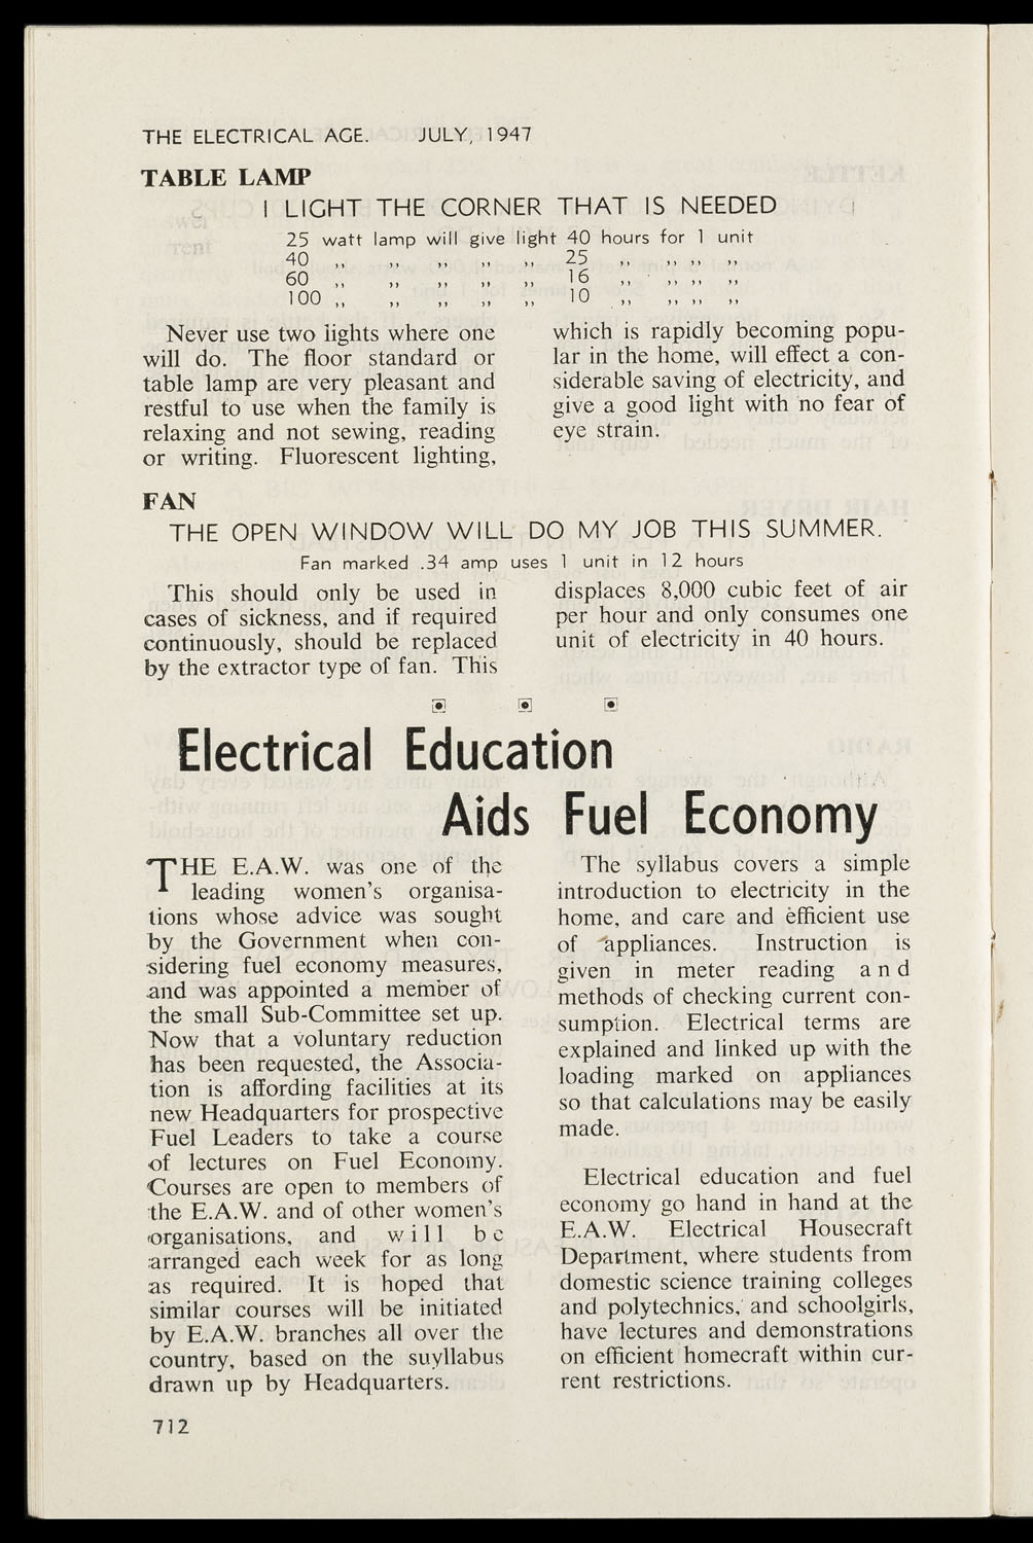 THE ELECTRICAL AGE. JULY, 1947
TABLE LAMP
I LIGHT THE CORNER THAT IS NEEDED
25 watt lamp will give light 40 hours for 1 unit
40 ,, ,, ,, ,, ,, 25 ,, ,, ,, ,,
60 ,, ,, ,, ,, ,, 16 ,, ,, ,, ,,
100 ,, ,, ,, ,, ,, 10 ,, ,, ,, ,,
Never use two lights where one
will do. The floor standard or
table lamp are very pleasant and
restful to use when the family is
relaxing and not sewing, reading
or writing. Fluorescent lighting,
which is rapidly becoming popu-
lar in the home, will effect a con-
siderable saving of electricity, and
give a good light with no fear of
eye strain.
FAN
THE OPEN WINDOW WILL DO MY JOB THIS SUMMER.
Fan marked .34 amp uses 1 unit in 12 hours
This should only be used in
cases of sickness, and if required
continuously, should be replaced
by the extractor type of fan. This
displaces 8,000 cubic feet of air
per hour and only consumes one
unit of electricity in 40 hours.
Electrical Education
Aids Fuel Economy
THE E.A.W. was one of the
leading women's organisa-
tions whose advice was sought
by the Government when con-
sidering fuel economy measures,
and was appointed a member of
the small Sub-Committee set up.
Now that a voluntary reduction
has been requested, the Associa-
tion is affording facilities at its
new Headquarters for prospective
Fuel Leaders to take a course
of lectures on Fuel Economy.
Courses are open to members of
the E.A.W. and of other women's
organisations, and will be
arranged each week for as long
as required. It is hoped that
similar courses will be initiated
by E.A.W. branches all over the
country, based on the suyllabus
drawn up by Headquarters.
The syllabus covers a simple
introduction to electricity in the
home, and care and efficient use
of appliances. Instruction is
given in meter reading and
methods of checking current con-
sumption. Electrical terms are
explained and linked up with the
loading marked on appliances
so that calculations may be easily
made.
Electrical education and fuel
economy go hand in hand at the
E.A.W. Electrical Housecraft
Department, where students from
domestic science training colleges
and polytechnics, and schoolgirls,
have lectures and demonstrations
on efficient homecraft within cur-
rent restrictions.
712